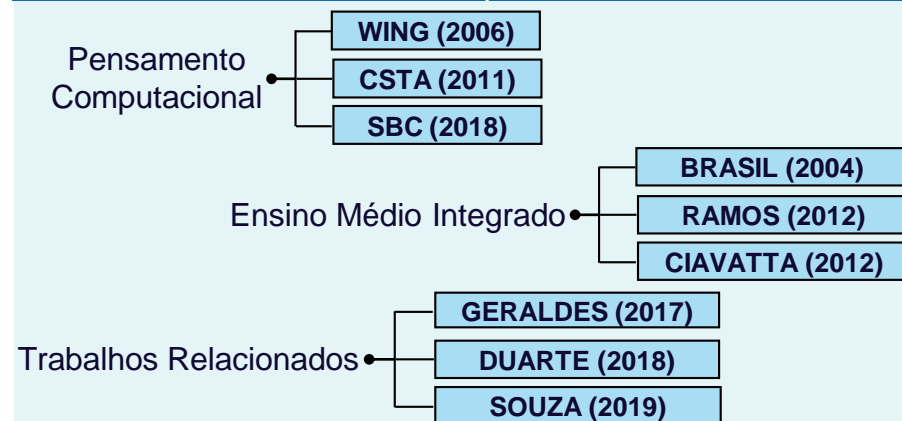 WING (2006)
Pensamento
Computacional
CSTA (2011)
SBC (2018)
BRASIL (2004)
Ensino Médio Integrado
RAMOS (2012)
CIAVATTA (2012)
GERALDES (2017)
Trabalhos Relacionados
DUARTE (2018)
SOUZA (2019)